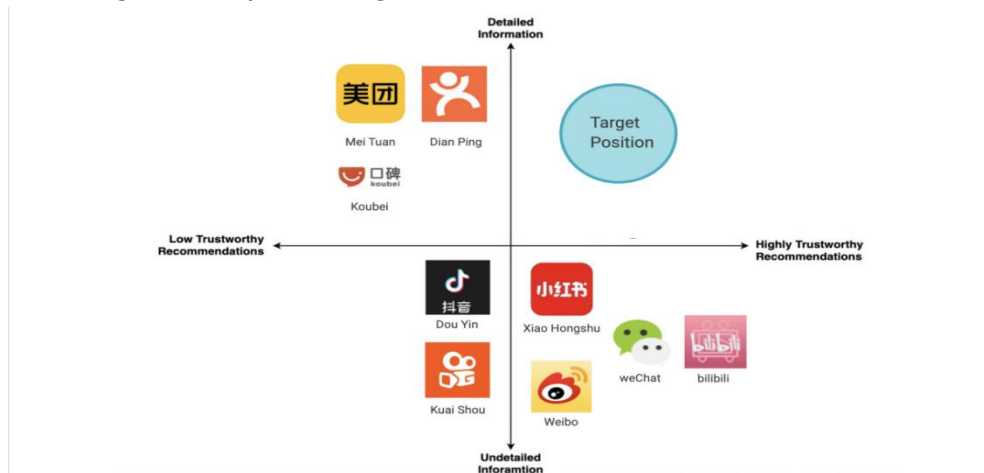 Detailed
Information
美团
Mei Tuan
Dian Ping
口碑
koubei
Koubei
Target
Position
Low Trustworthy
Recommendations
Highly Trustworthy
Recommendations
抖音
Dou Yin
小红书
Xiao Hongshu
weChat
bilibili
bilibili
Kuai Shou
Weibo
Undetailed
Inforamtion